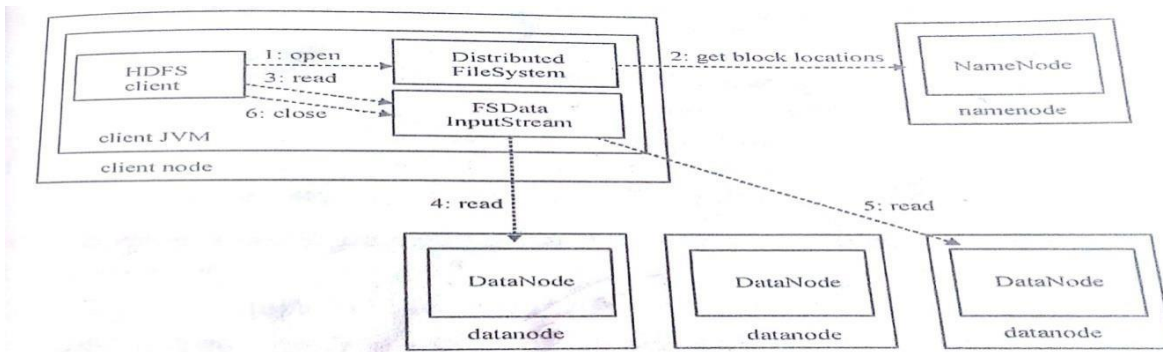 HDFS
client
1: open
3: read
6: close
Distributed
FileSystem
FSData
InputStream
2: get block locations
NameNode
namenode
client JVM
client node
4: read
5: read
DataNode
datanode
DataNode
datanode
DataNode
datanode